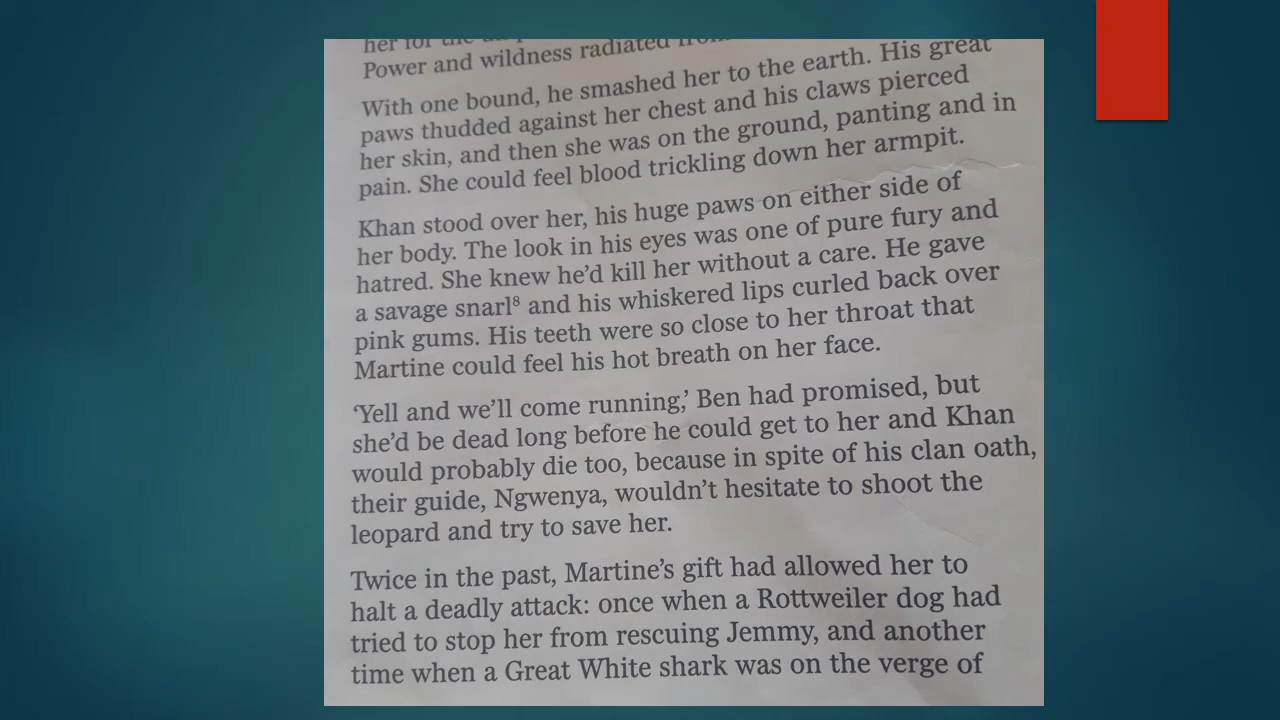 her for the
Power and wildness radiated from
With one bound, he smashed her to the earth. His great
paws thudded against her chest and his claws pierced
her skin, and then she was on the ground, panting and in
pain. She could feel blood trickling down her armpit.
Khan stood over her, his huge paws on either side of
her body. The look in his eyes was one of pure fury and
hatred. She knew he’d kill her without a care. He gave
a savage snarl⁸ and his whiskered lips curled back over
pink gums. His teeth were so close to her throat that
Martine could feel his hot breath on her face.
‘Yell and we’ll come running,’ Ben had promised, but
she’d be dead long before he could get to her and Khan
would probably die too, because in spite of his clan oath,
their guide, Ngwenya, wouldn’t hesitate to shoot the
leopard and try to save her.
Twice in the past, Martine’s gift had allowed her to
halt a deadly attack: once when a Rottweiler dog had
tried to stop her from rescuing Jemmy, and another
time when a Great White shark was on the verge of